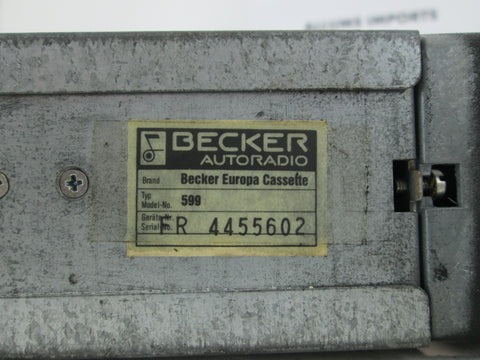 BECKER
AUTORADIO
Brand Becker Europa Cassette
Typ
Model-No. 599
Geräte Nr.
Serial-No. R 4455602